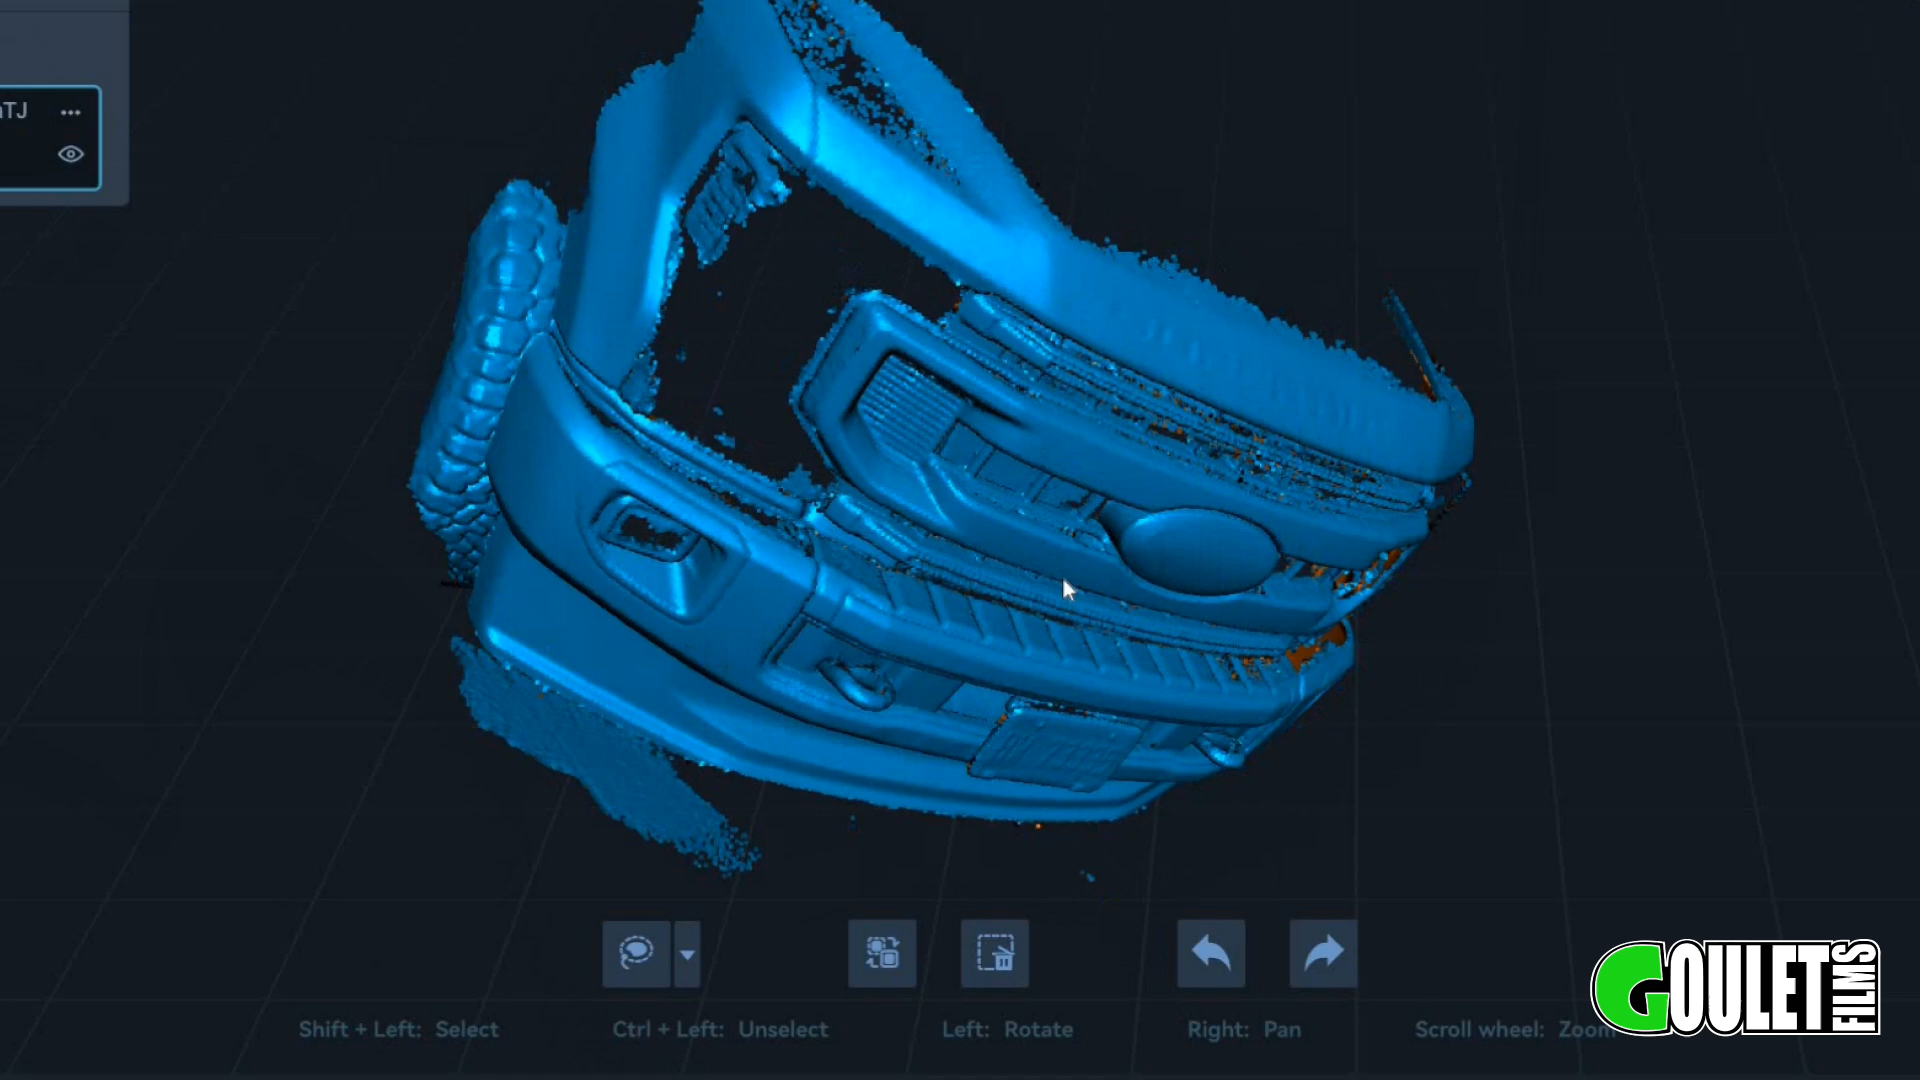 TJ
Shift + Left: Select
Ctrl + Left: Unselect
Left: Rotate
Right: Pan
Scroll wheel: Zoom
GOULET FILMS